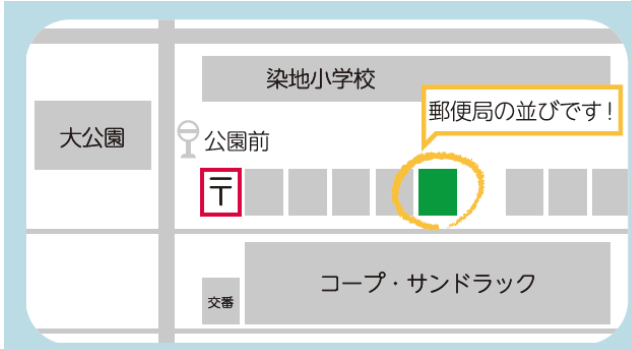 染地小学校
郵便局の並びです!
大公園
公園前
〒
交番
コープ・サンドラック